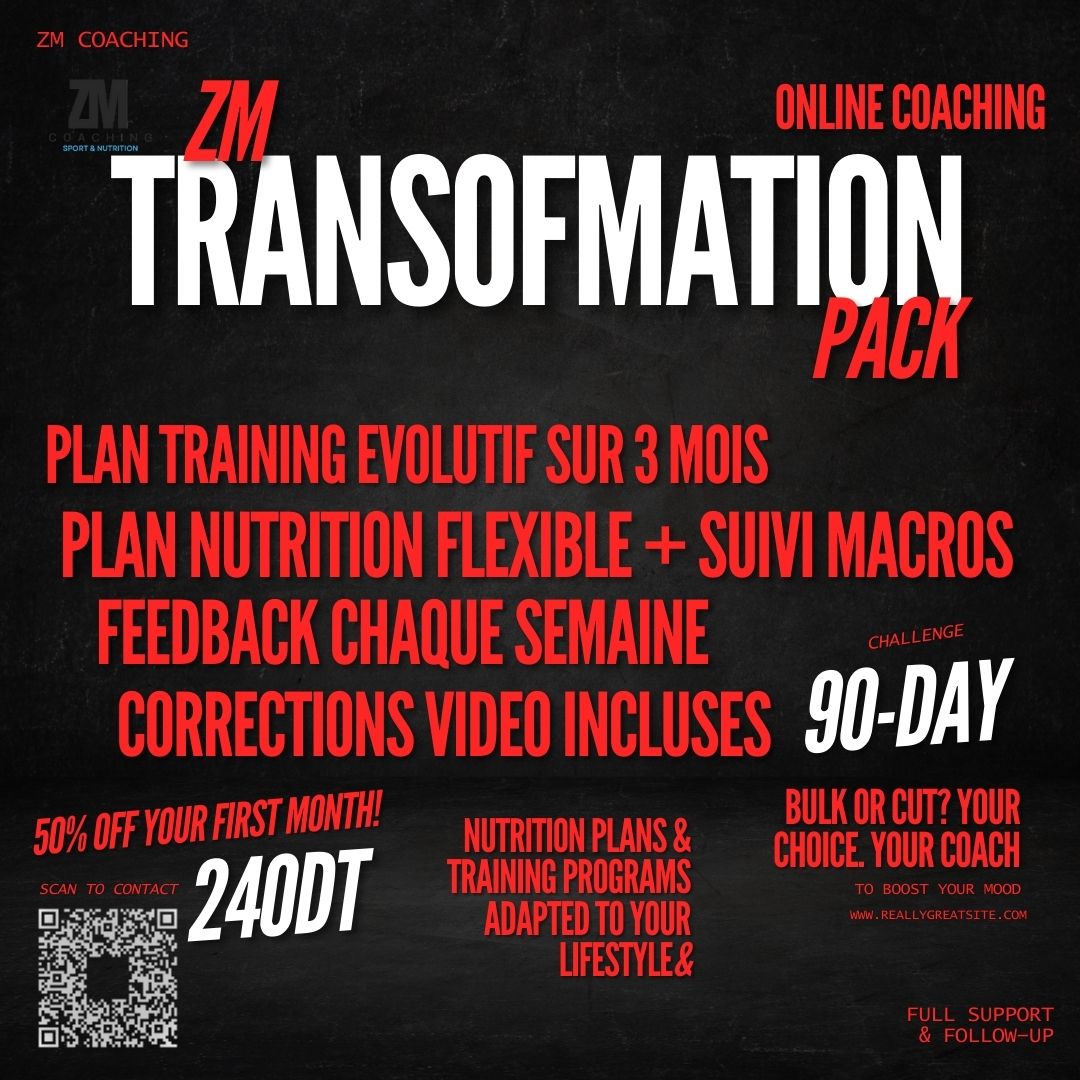 ZM COACHING
ZM
COACHING
SPORT & NUTRITION
ZM
ONLINE COACHING
TRANSOFMATION
PACK
PLAN TRAINING EVOLUTIF SUR 3 MOIS
PLAN NUTRITION FLEXIBLE + SUIVI MACROS
FEEDBACK CHAQUE SEMAINE
CORRECTIONS VIDEO INCLUSES
CHALLENGE
90-DAY
50% OFF YOUR FIRST MONTH!
240DT
SCAN TO CONTACT
NUTRITION PLANS &
TRAINING PROGRAMS
ADAPTED TO YOUR
LIFESTYLE&
BULK OR CUT? YOUR
CHOICE. YOUR COACH
TO BOOST YOUR MOOD
WWW.REALLYGREATSITE.COM
FULL SUPPORT
& FOLLOW-UP